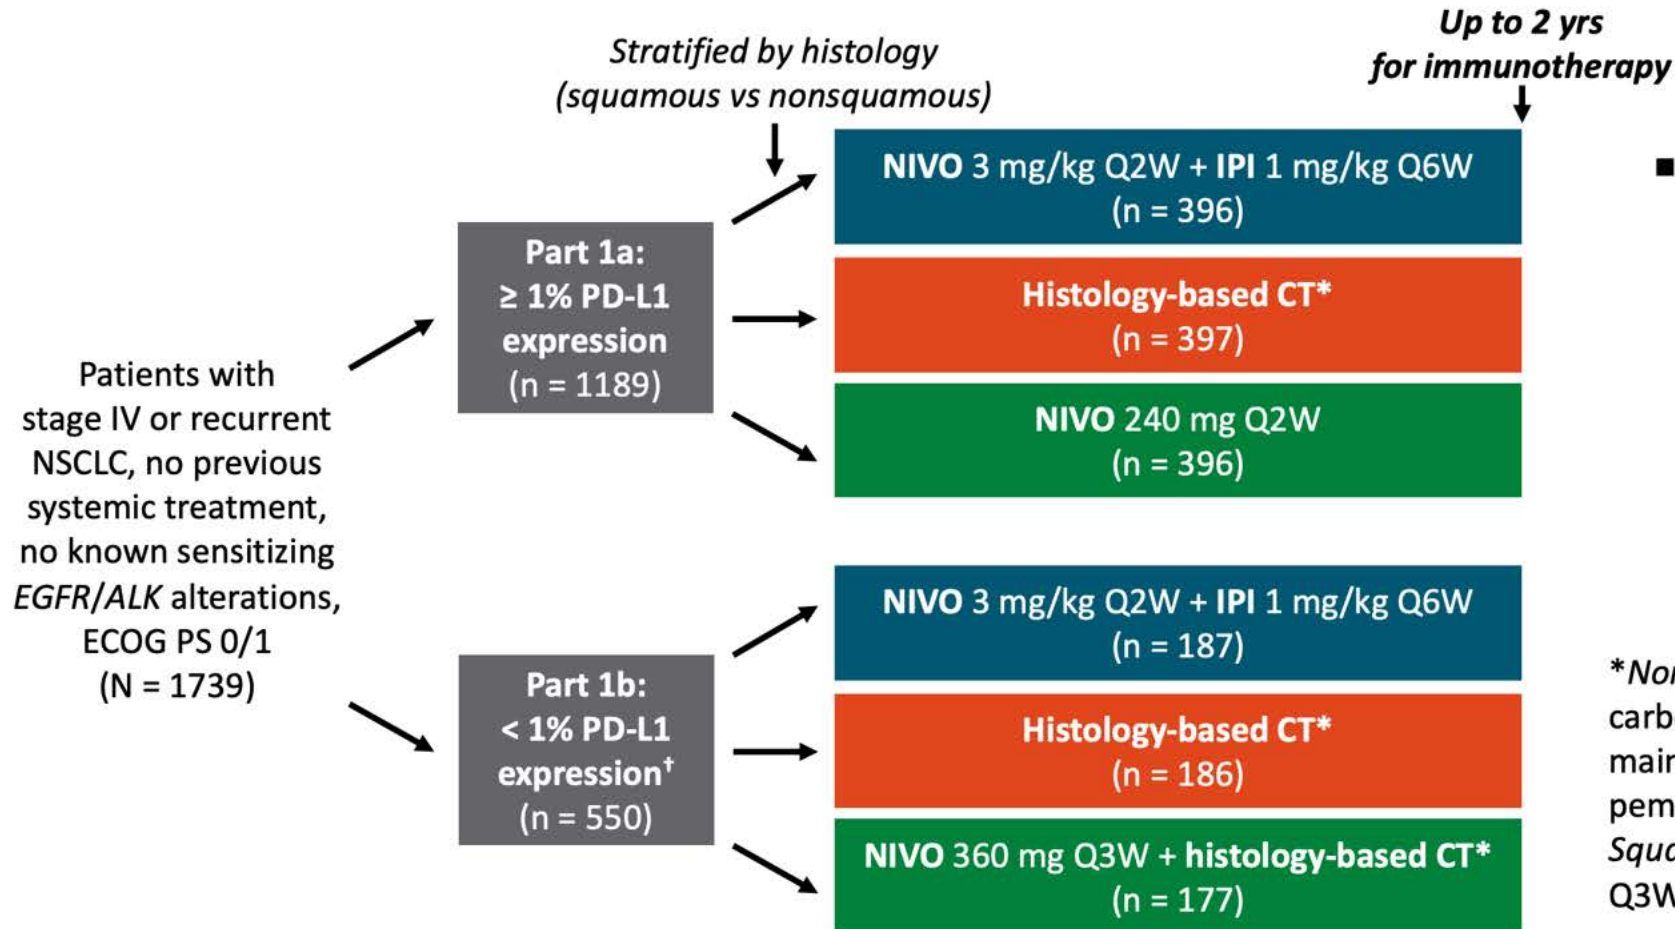 Up to 2 yrs
for immunotherapy
Stratified by histology
(squamous vs nonsquamous)
Patients with
stage IV or recurrent
NSCLC, no previous
systemic treatment,
no known sensitizing
EGFR/ALK alterations,
ECOG PS 0/1
(N = 1739)
Part 1a:
≥ 1% PD-L1
expression
(n = 1189)
NIVO 3 mg/kg Q2W + IPI 1 mg/kg Q6W
(n = 396)
Histology-based CT*
(n = 397)
NIVO 240 mg Q2W
(n = 396)
Part 1b:
< 1% PD-L1
expression†
(n = 550)
NIVO 3 mg/kg Q2W + IPI 1 mg/kg Q6W
(n = 187)
Histology-based CT*
(n = 186)
NIVO 360 mg Q3W + histology-based CT*
(n = 177)
Q3W